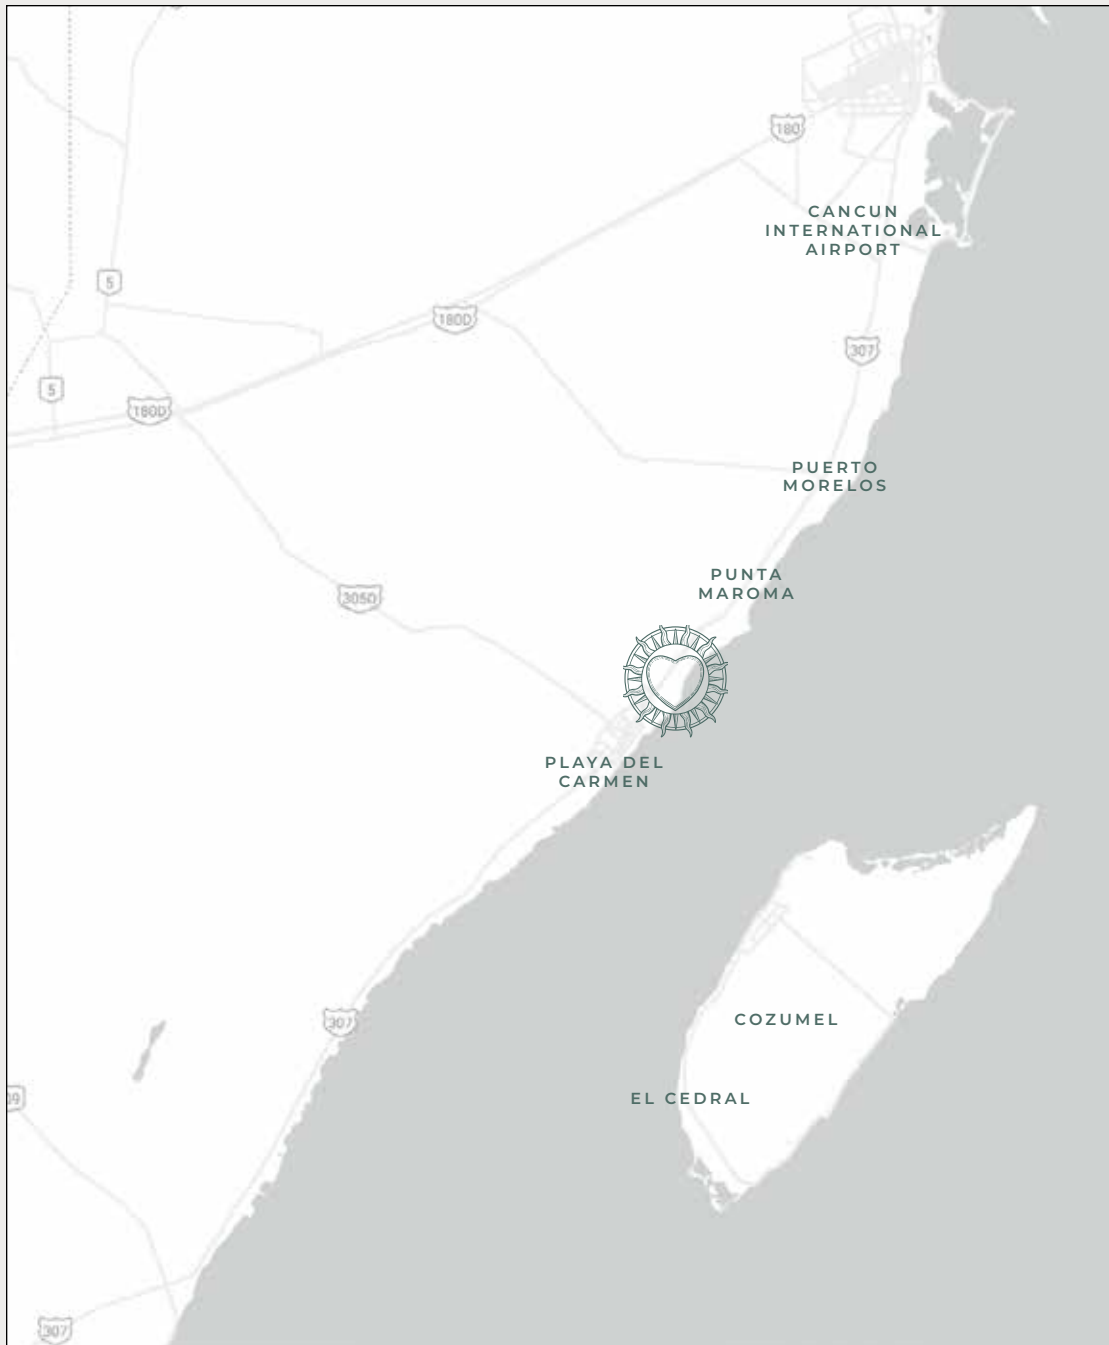 180
CANCUN
INTERNATIONAL
AIRPORT
5
180D
307
5
180D
PUERTO
MORELOS
PUNTA
MAROMA
305D
PLAYA DEL
CARMEN
COZUMEL
307
EL CEDRAL
307